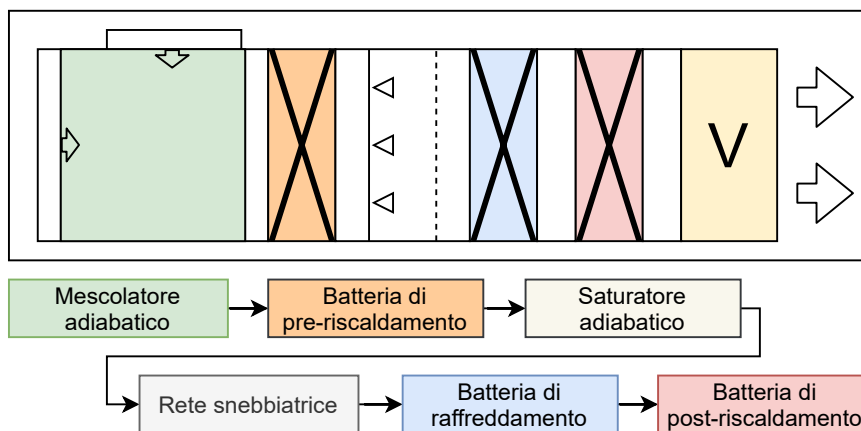 V
Mescolatore
adiabatico
Batteria di
pre-riscaldamento
Saturatore
adiabatico
Rete snebbiatrice
Batteria di
raffreddamento
Batteria di
post-riscaldamento